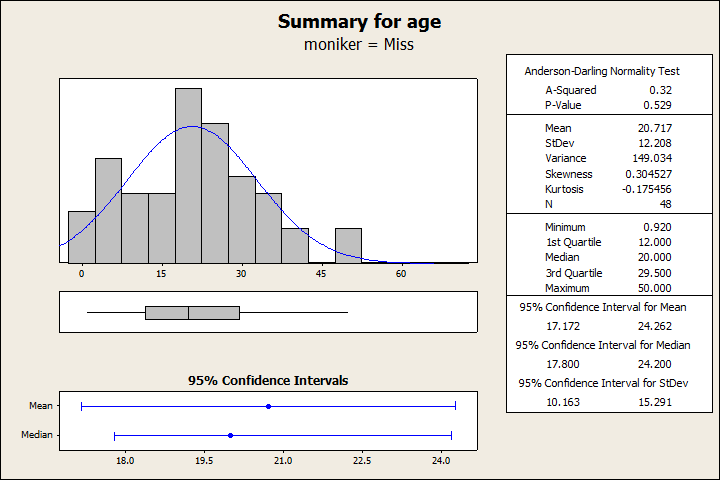 Summary for age
moniker = Miss
0 15 30 45 60
95% Confidence Intervals
Mean
Median
18.0 19.5 21.0 22.5 24.0
Anderson-Darling Normality Test
A-Squared 0.32
P-Value 0.529
Mean 20.717
StDev 12.208
Variance 149.034
Skewness 0.304527
Kurtosis -0.175456
N 48
Minimum 0.920
1st Quartile 12.000
Median 20.000
3rd Quartile 29.500
Maximum 50.000
95% Confidence Interval for Mean
17.172 24.262
95% Confidence Interval for Median
17.800 24.200
95% Confidence Interval for StDev
10.163 15.291